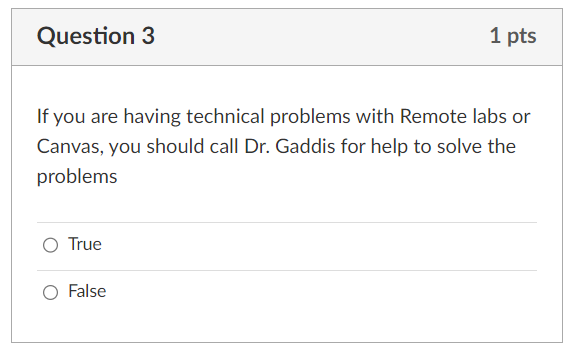 Question 3
1 pts
If you are having technical problems with Remote labs or
Canvas, you should call Dr. Gaddis for help to solve the
problems
True
False